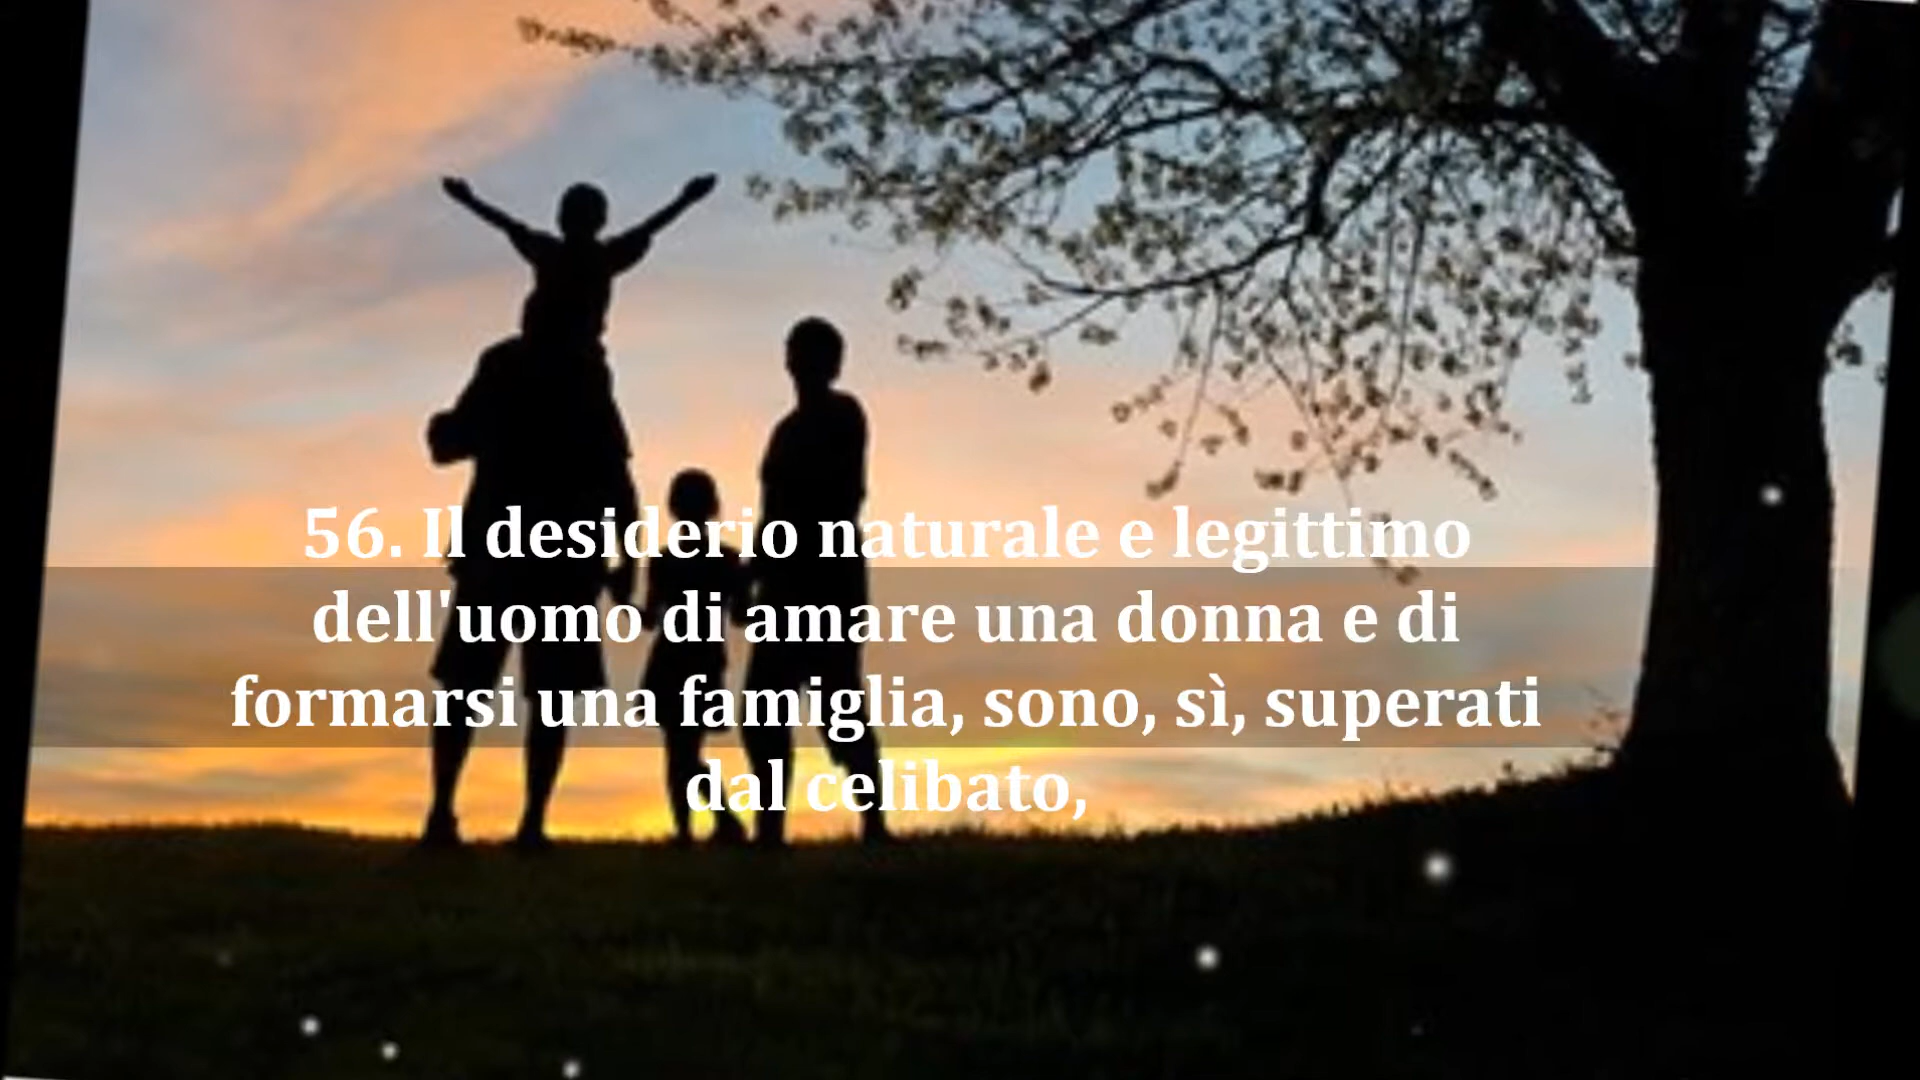 56. Il desiderio naturale e legittimo
dell'uomo di amare una donna e di
formarsi una famiglia, sono, sì, superati
dal celibato,